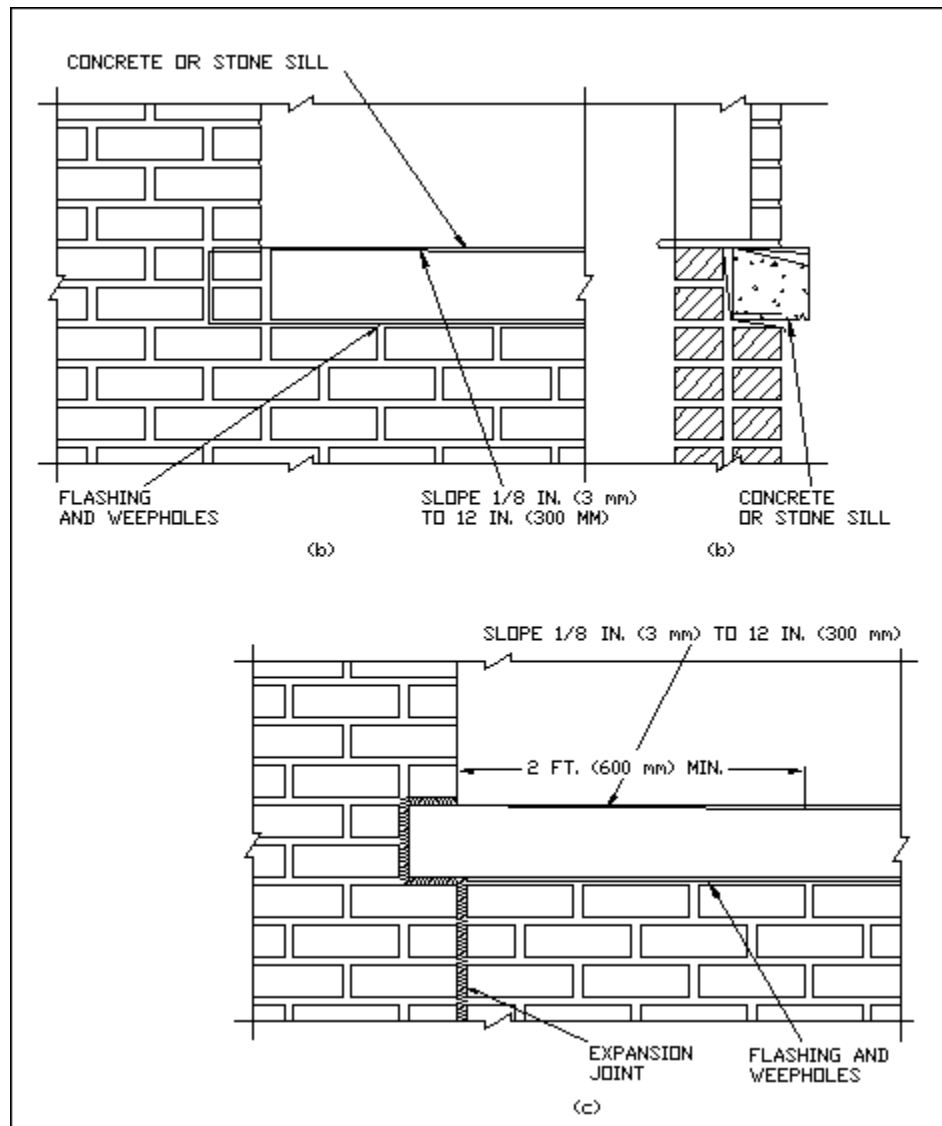 CONCRETE OR STONE SILL
FLASHING
AND WEEPHOLES
SLOPE 1/8 IN. (3 mm)
TO 12 IN. (300 MM)
CONCRETE
OR STONE SILL
(b)
(b)
SLOPE 1/8 IN. (3 mm) TO 12 IN. (300 mm)
2 FT. (600 mm) MIN.
EXPANSION
JOINT
FLASHING AND
WEEPHOLES
(c)